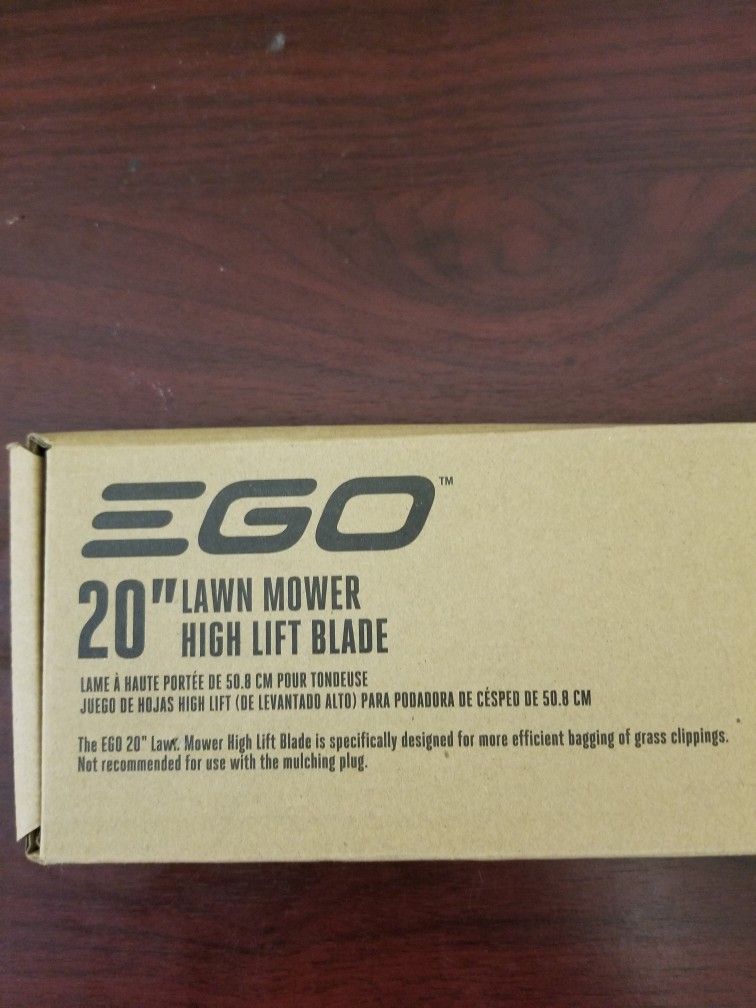 EGO™
20" LAWN MOWER
HIGH LIFT BLADE
LAME À HAUTE PORTÉE DE 50.8 CM POUR TONDEUSE
JUEGO DE HOJAS HIGH LIFT (DE LEVANTADO ALTO) PARA PODADORA DE CÉSPED DE 50.8 CM
The EGO 20" Lawn Mower High Lift Blade is specifically designed for more efficient bagging of grass clippings.
Not recommended for use with the mulching plug.